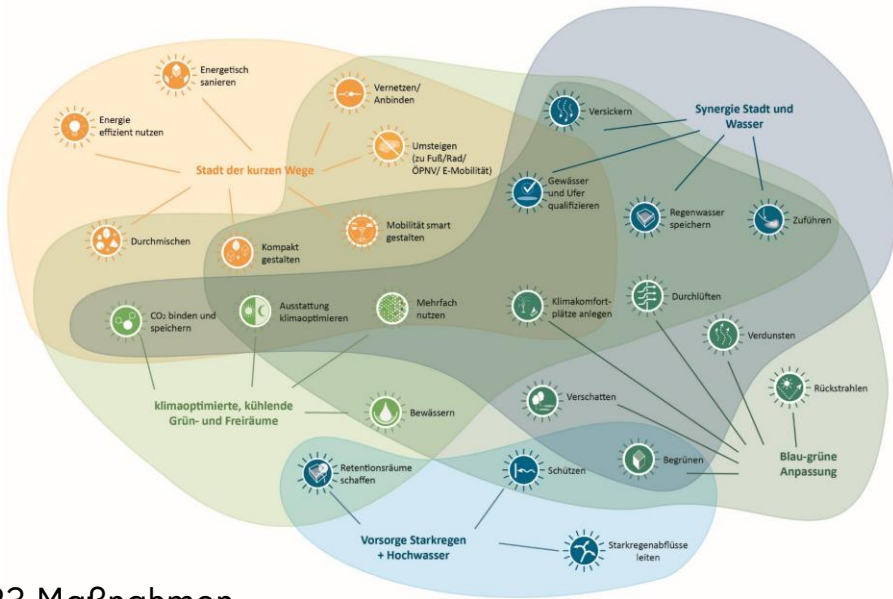 Energetisch
sanieren
Energie
effizient nutzen
Vernetzen/
Anbinden
Umsteigen
(zu Fuß/Rad/
ÖPNV/ E-Mobilität)
Stadt der kurzen Wege
Durchmischen
Kompakt
gestalten
Mobilität smart
gestalten
Versickern
Synergie Stadt und
Wasser
Gewässer
und Ufer
qualifizieren
Regenwasser
speichern
Zuführen
CO₂ binden und
speichern
Ausstattung
klimaoptimieren
Mehrfach
nutzen
Klimakomfort-
plätze anlegen
Durchlüften
Verdunsten
Rückstrahlen
klimaoptimierte, kühlende
Grün- und Freiräume
Bewässern
Verschatten
Begrünen
Blau-grüne
Anpassung
Retentionsräume
schaffen
Schützen
Vorsorge Starkregen
+ Hochwasser
Starkregenabflüsse
leiten
Maßnahmen